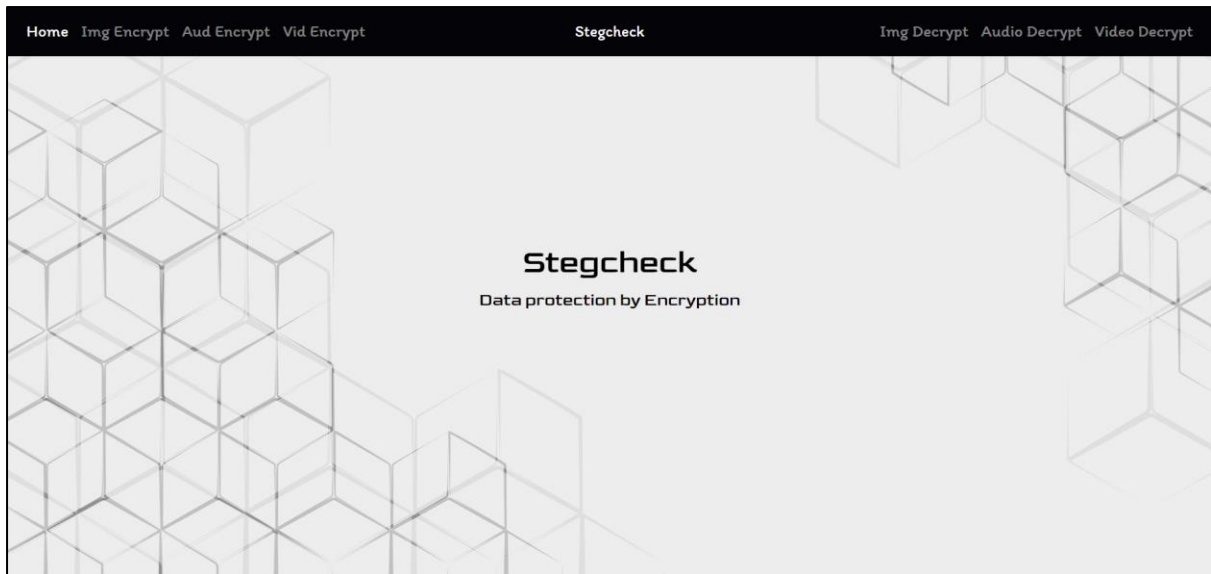 Home Img Encrypt Aud Encrypt Vid Encrypt Stegcheck Img Decrypt Audio Decrypt Video Decrypt
Stegcheck
Data protection by Encryption